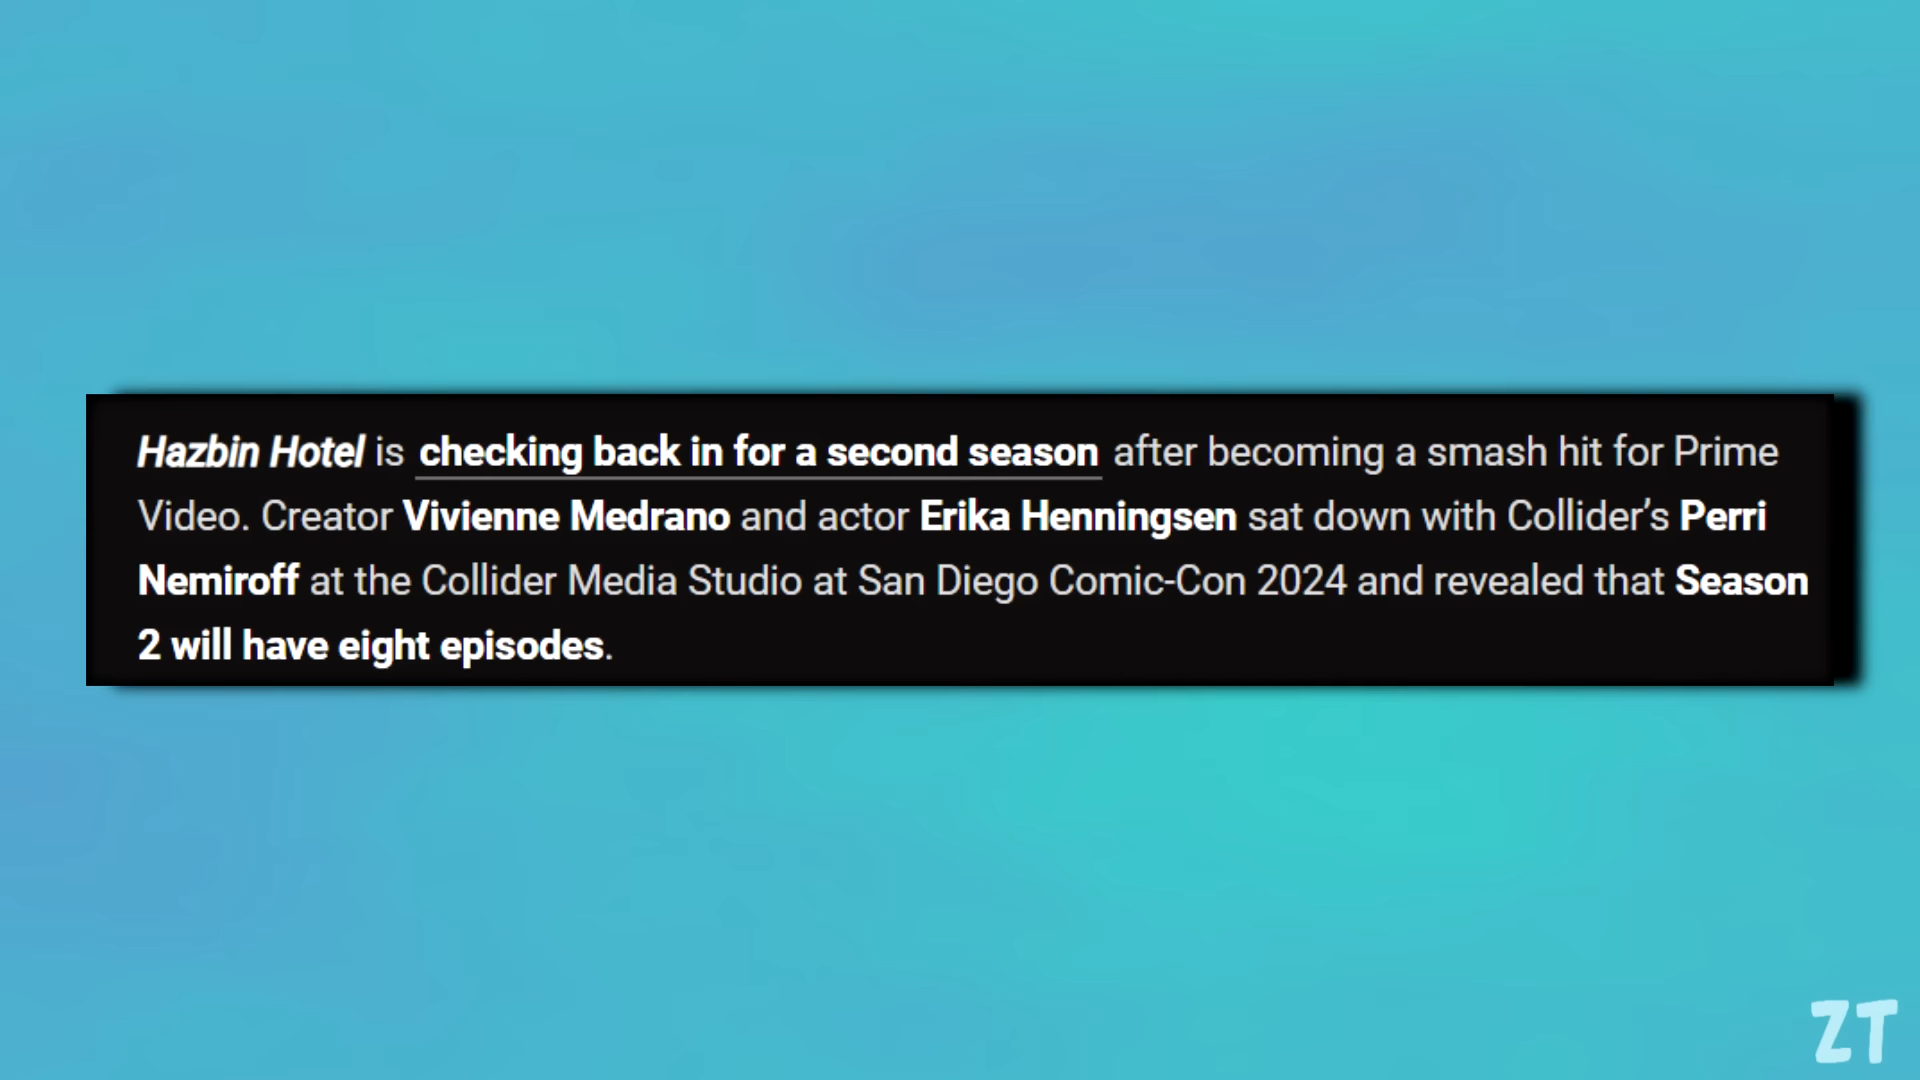 Hazbin Hotel is checking back in for a second season after becoming a smash hit for Prime
Video. Creator Vivienne Medrano and actor Erika Henningsen sat down with Collider’s Perri
Nemiroff at the Collider Media Studio at San Diego Comic-Con 2024 and revealed that Season
2 will have eight episodes.
ZT